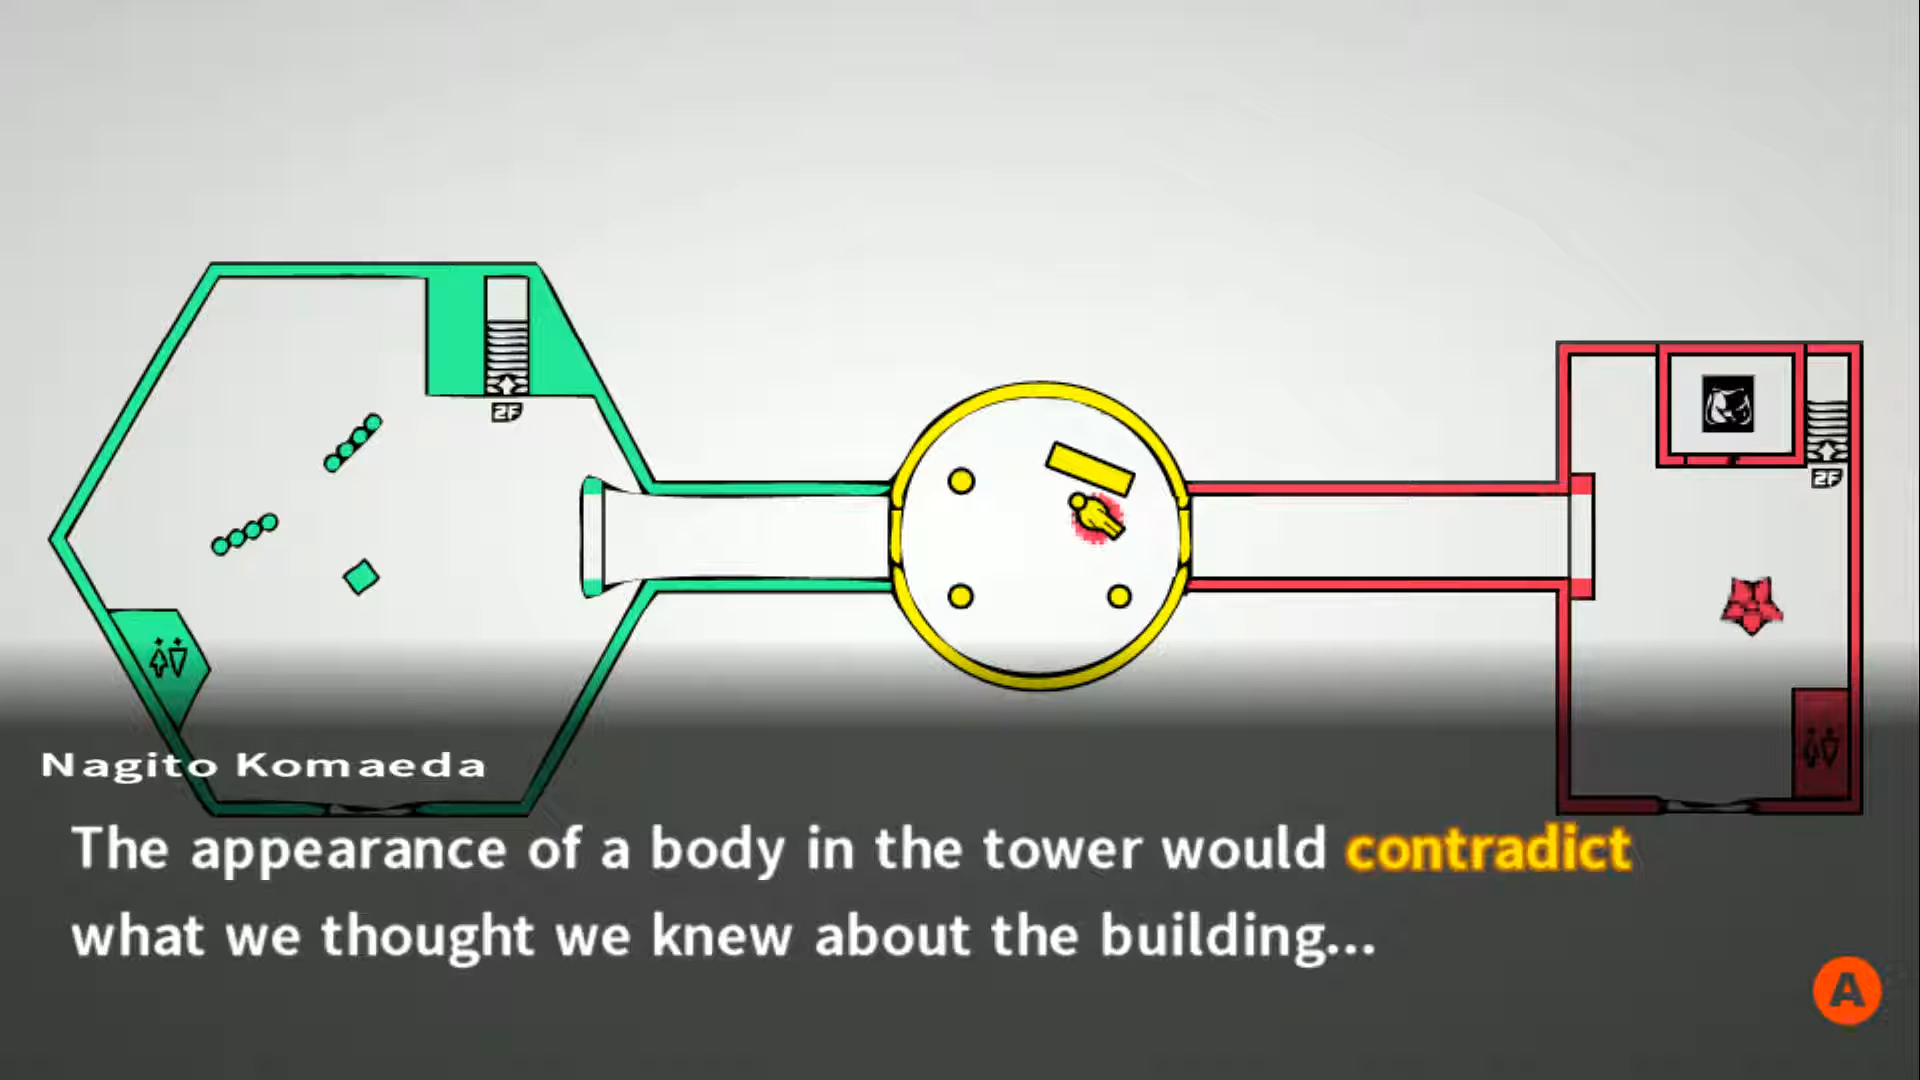 2F
2F
Nagito Komaeda
The appearance of a body in the tower would contradict
what we thought we knew about the building...
A